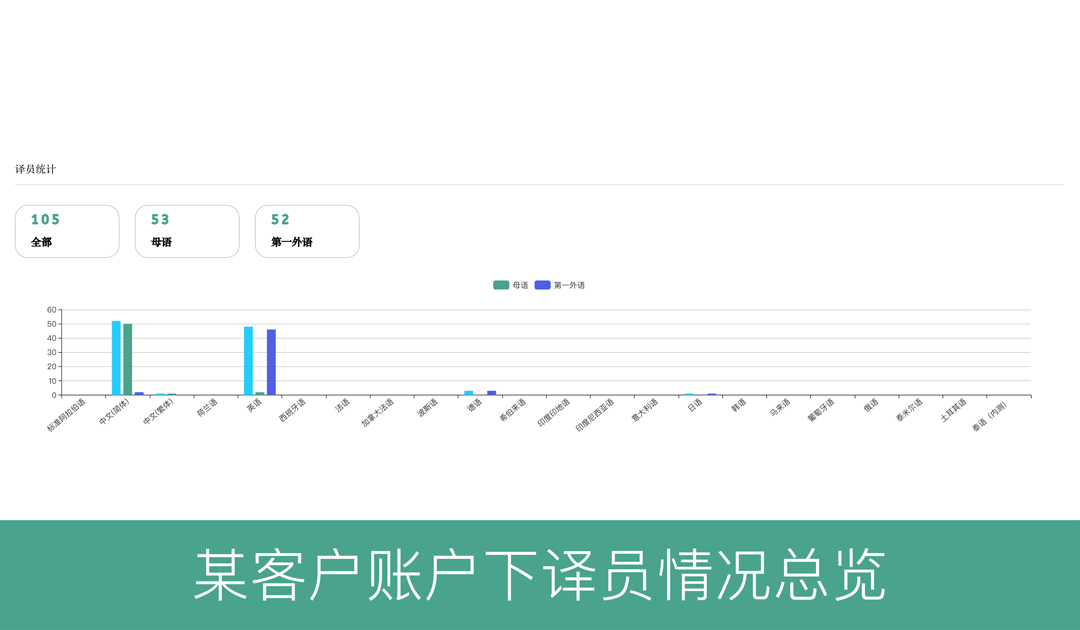 译员统计
105
53
52
全部
母语
第一外语
母语
第一外语
60
50
40
30
20
10
0
标准阿拉伯语
中文(简体)
中文(繁体)
荷兰语
英语
西班牙语
法语
加拿大法语
波斯语
德语
希伯来语
印度印地语
印度尼西亚语
意大利语
日语
韩语
马来语
葡萄牙语
俄语
泰米尔语
土耳其语
泰语（内测）
某客户账户下译员情况总览